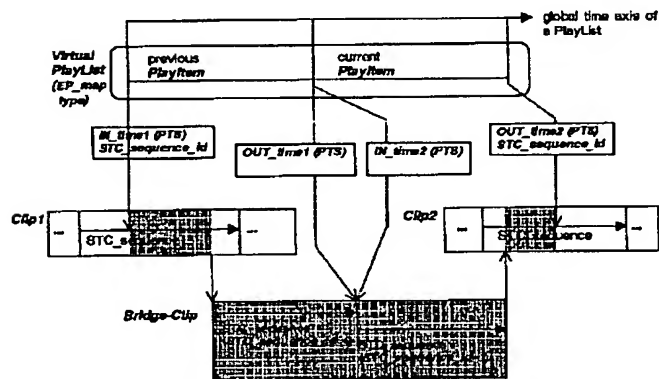 global time axis of
a PlayList
Virtual
PlayList
(EP_map
type)
previous
PlayItem
current
PlayItem
IN_time1 (PTS)
STC_sequence_id
OUT_time1 (PTS)
IN_time2 (PTS)
OUT_time2 (PTS)
STC_sequence_id
Clip1
...
STC_sequence
...
Clip2
...
sequence
...
Bridge-Clip